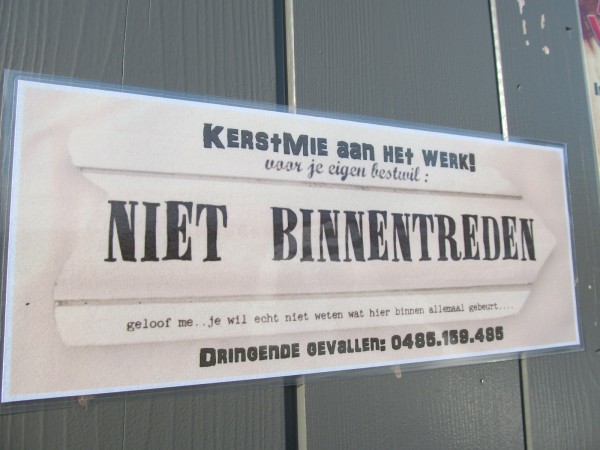 KerstMie aan het werk!
voor je eigen bestwil :
NIET BINNENTREDEN
geloof me..je wil echt niet weten wat hier binnen allemaal gebeurt....
Dringende gevallen: 0485.159.485